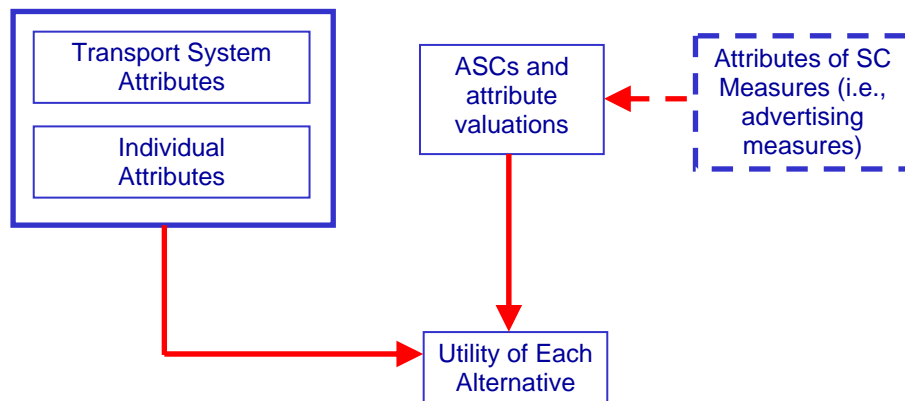 Transport System
Attributes
Individual
Attributes
ASCs and
attribute
valuations
Attributes of SC
Measures (i.e.,
advertising
measures)
Utility of Each
Alternative